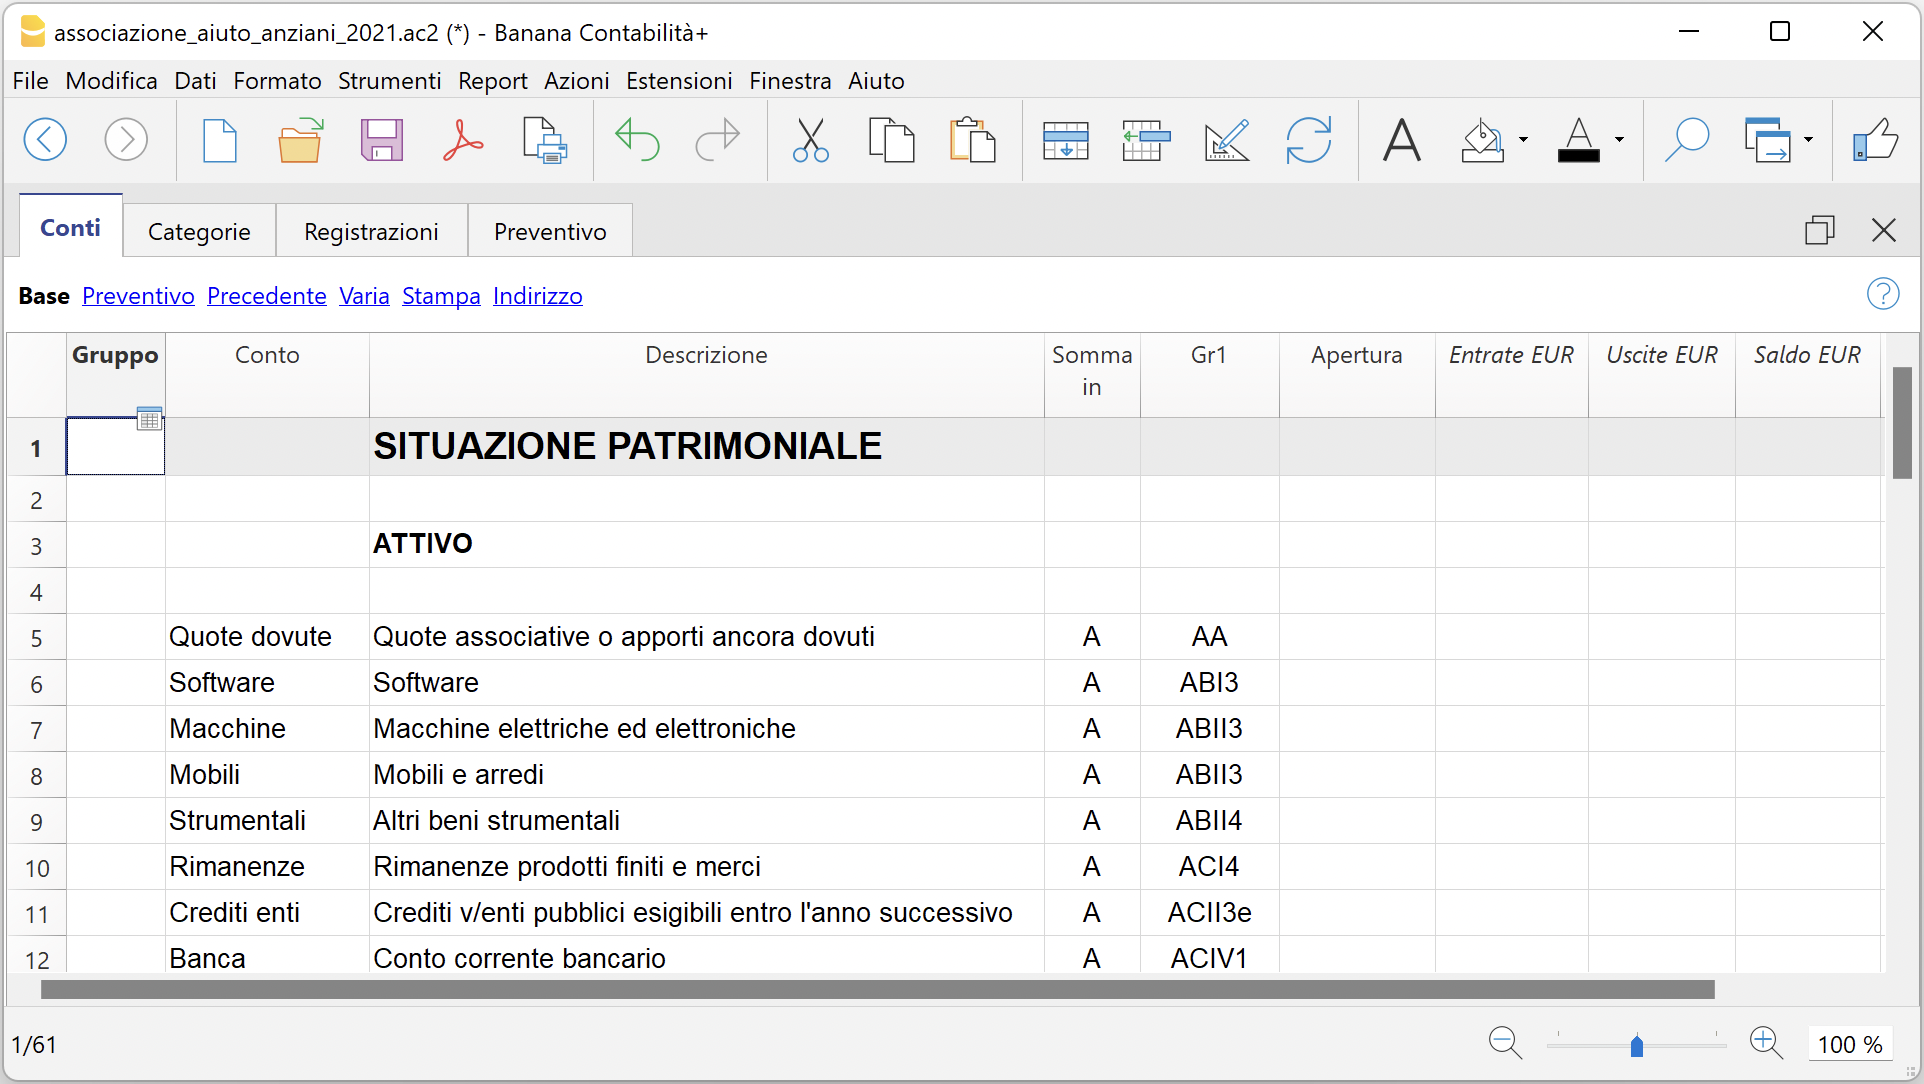 associazione_aiuto_anziani_2021.ac2 (*) - Banana Contabilità+
File Modifica Dati Formato Strumenti Report Azioni Estensioni Finestra Aiuto
Conti Categorie Registrazioni Preventivo
Base Preventivo Precedente Varia Stampa Indirizzo
Gruppo Conto Descrizione Somma in Gr1 Apertura Entrate EUR Uscite EUR Saldo EUR
1 SITUAZIONE PATRIMONIALE
2
3 ATTIVO
4
5 Quote dovute Quote associative o apporti ancora dovuti A AA
6 Software Software A ABI3
7 Macchine Macchine elettriche ed elettroniche A ABII3
8 Mobili Mobili e arredi A ABII3
9 Strumentali Altri beni strumentali A ABII4
10 Rimanenze Rimanenze prodotti finiti e merci A ACI4
11 Crediti enti Crediti v/enti pubblici esigibili entro l'anno successivo A ACII3e
12 Banca Conto corrente bancario A ACIV1
1/61 100 %